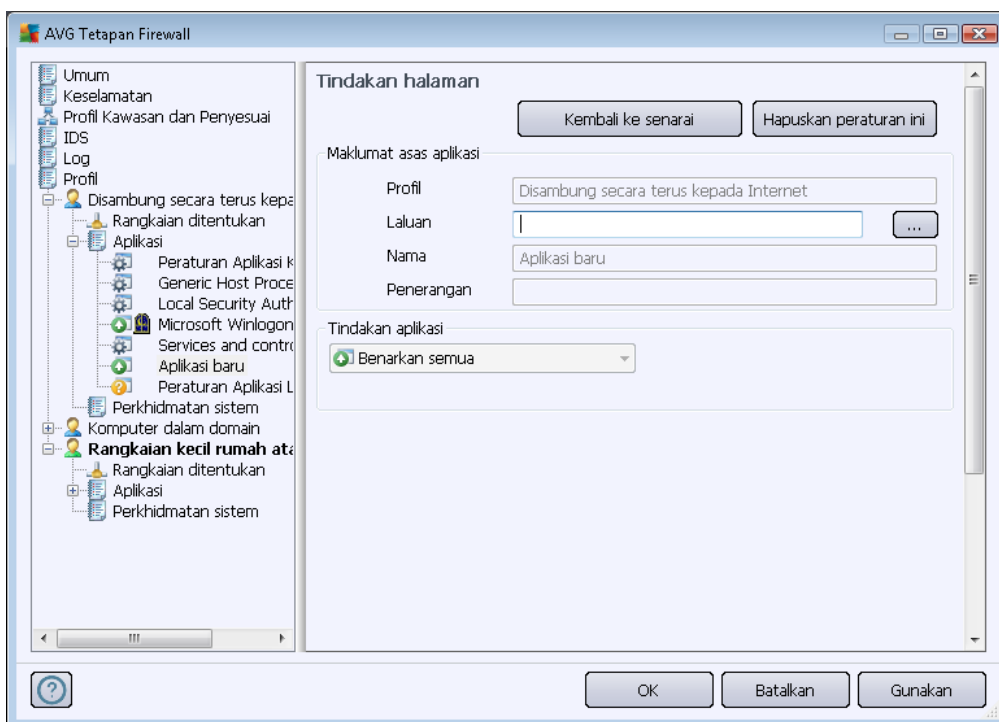 AVG Tetapan Firewall
Umum
Keselamatan
Profil Kawasan dan Penyesuai
IDS
Log
Profil
Disambung secara terus kepa
Rangkaian ditentukan
Aplikasi
Peraturan Aplikasi K
Generic Host Proce
Local Security Auth
Microsoft Winlogon
Services and contro
Aplikasi baru
Peraturan Aplikasi L
Perkhidmatan sistem
Komputer dalam domain
Rangkaian kecil rumah ata
Rangkaian ditentukan
Aplikasi
Perkhidmatan sistem
Tindakan halaman
Kembali ke senarai
Hapuskan peraturan ini
Maklumat asas aplikasi
Profil
Disambung secara terus kepada Internet
Laluan
...
Nama
Aplikasi baru
Penerangan
Tindakan aplikasi
Benarkan semua
OK
Batalkan
Gunakan